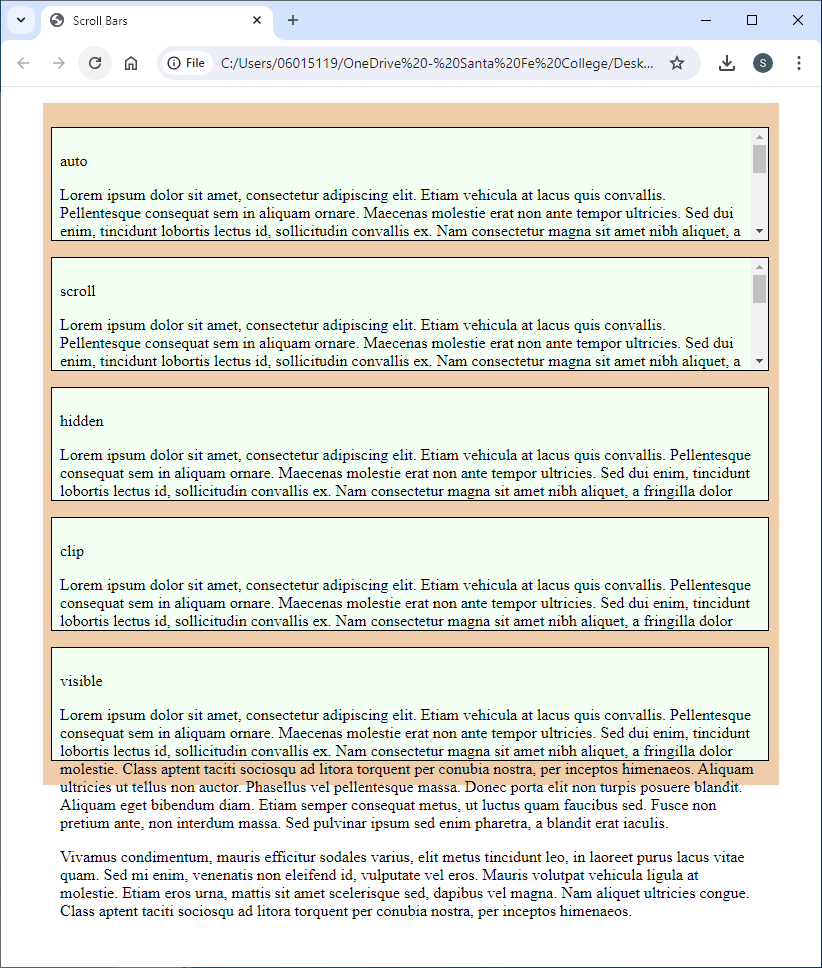 Scroll Bars
File
C:/Users/06015119/OneDrive%20-%20Santa%20Fe%20College/Desk...
S
auto
Lorem ipsum dolor sit amet, consectetur adipiscing elit. Etiam vehicula at lacus quis convallis.
Pellentesque consequat sem in aliquam ornare. Maecenas molestie erat non ante tempor ultricies. Sed dui
enim, tincidunt lobortis lectus id, sollicitudin convallis ex. Nam consectetur magna sit amet nibh aliquet, a
scroll
Lorem ipsum dolor sit amet, consectetur adipiscing elit. Etiam vehicula at lacus quis convallis.
Pellentesque consequat sem in aliquam ornare. Maecenas molestie erat non ante tempor ultricies. Sed dui
enim, tincidunt lobortis lectus id, sollicitudin convallis ex. Nam consectetur magna sit amet nibh aliquet, a
hidden
Lorem ipsum dolor sit amet, consectetur adipiscing elit. Etiam vehicula at lacus quis convallis. Pellentesque
consequat sem in aliquam ornare. Maecenas molestie erat non ante tempor ultricies. Sed dui enim, tincidunt
lobortis lectus id, sollicitudin convallis ex. Nam consectetur magna sit amet nibh aliquet, a fringilla dolor
clip
Lorem ipsum dolor sit amet, consectetur adipiscing elit. Etiam vehicula at lacus quis convallis. Pellentesque
consequat sem in aliquam ornare. Maecenas molestie erat non ante tempor ultricies. Sed dui enim, tincidunt
lobortis lectus id, sollicitudin convallis ex. Nam consectetur magna sit amet nibh aliquet, a fringilla dolor
visible
Lorem ipsum dolor sit amet, consectetur adipiscing elit. Etiam vehicula at lacus quis convallis. Pellentesque
consequat sem in aliquam ornare. Maecenas molestie erat non ante tempor ultricies. Sed dui enim, tincidunt
lobortis lectus id, sollicitudin convallis ex. Nam consectetur magna sit amet nibh aliquet, a fringilla dolor
molestie. Class aptent taciti sociosqu ad litora torquent per conubia nostra, per inceptos himenaeos. Aliquam
ultricies ut tellus non auctor. Phasellus vel pellentesque massa. Donec porta elit non turpis posuere blandit.
Aliquam eget bibendum diam. Etiam semper consequat metus, ut luctus quam faucibus sed. Fusce non
pretium ante, non interdum massa. Sed pulvinar ipsum sed enim pharetra, a blandit erat iaculis.
Vivamus condimentum, mauris efficitur sodales varius, elit metus tincidunt leo, in laoreet purus lacus vitae
quam. Sed mi enim, venenatis non eleifend id, vulputate vel eros. Mauris volutpat vehicula ligula at
molestie. Etiam eros urna, mattis sit amet scelerisque sed, dapibus vel magna. Nam aliquet ultricies congue.
Class aptent taciti sociosqu ad litora torquent per conubia nostra, per inceptos himenaeos.